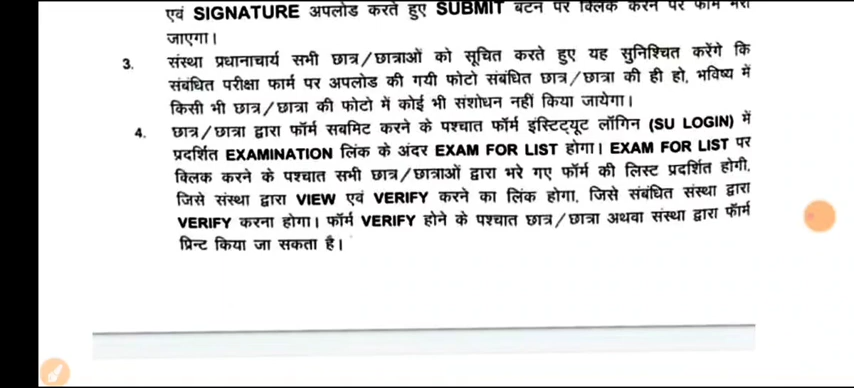 एवं SIGNATURE अपलोड करते हुए SUBMIT बटन पर क्लिक करने पर फॉर्म भरा
जाएगा।
3. संस्था प्रधानाचार्य सभी छात्र/छात्राओं को सूचित करते हुए यह सुनिश्चित करेंगे कि
संबंधित परीक्षा फार्म पर अपलोड की गयी फोटो संबंधित छात्र/छात्रा की ही हो, भविष्य में
किसी भी छात्र/छात्रा की फोटो में कोई भी संशोधन नहीं किया जायेगा।
4. छात्र/छात्रा द्वारा फॉर्म सबमिट करने के पश्चात फॉर्म इंस्टिट्यूट लॉगिन (SU LOGIN) में
प्रदर्शित EXAMINATION लिंक के अंदर EXAM FOR LIST होगा। EXAM FOR LIST पर
क्लिक करने के पश्चात सभी छात्र/छात्राओं द्वारा भरे गए फॉर्म की लिस्ट प्रदर्शित होगी,
जिसे संस्था द्वारा VIEW एवं VERIFY करने का लिंक होगा, जिसे संबंधित संस्था द्वारा
VERIFY करना होगा। फॉर्म VERIFY होने के पश्चात छात्र/छात्रा अथवा संस्था द्वारा फॉर्म
प्रिन्ट किया जा सकता है।